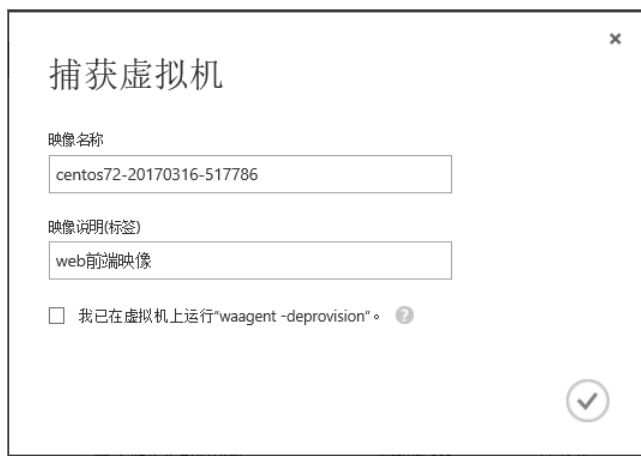 捕获虚拟机
映像名称
centos72-20170316-517786
映像说明(标签)
web前端映像
我已在虚拟机上运行“waagent -deprovision”。 ?